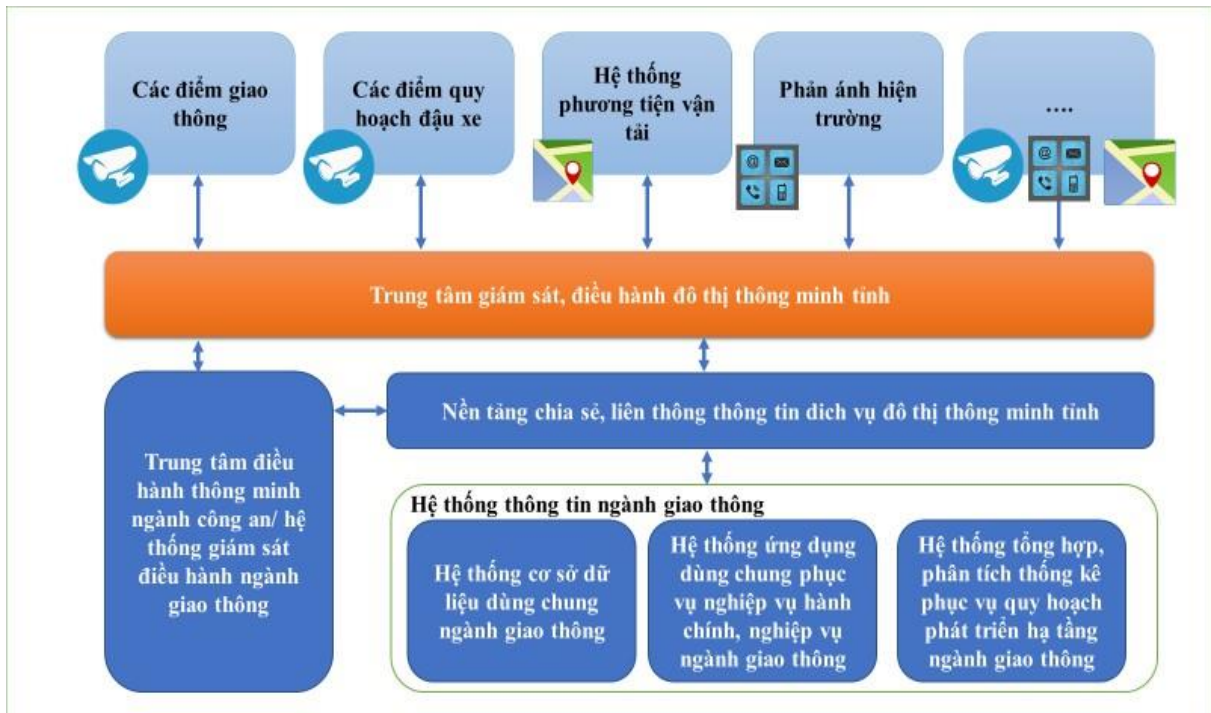 Các điểm giao
thông
Các điểm quy
hoạch đậu xe
Hệ thống
phương tiện vận
tải
Phản ánh hiện
trường
....
Trung tâm giám sát, điều hành đô thị thông minh tỉnh
Nền tảng chia sẻ, liên thông thông tin dich vụ đô thị thông minh tỉnh
Trung tâm điều
hành thông minh
ngành công an/ hệ
thống giám sát
điều hành ngành
giao thông
Hệ thống thông tin ngành giao thông
Hệ thống cơ sở dữ
liệu dùng chung
ngành giao thông
Hệ thống ứng dụng
dùng chung phục
vụ nghiệp vụ hành
chính, nghiệp vụ
ngành giao thông
Hệ thống tổng hợp,
phân tích thống kê
phục vụ quy hoạch
phát triển hạ tầng
ngành giao thông